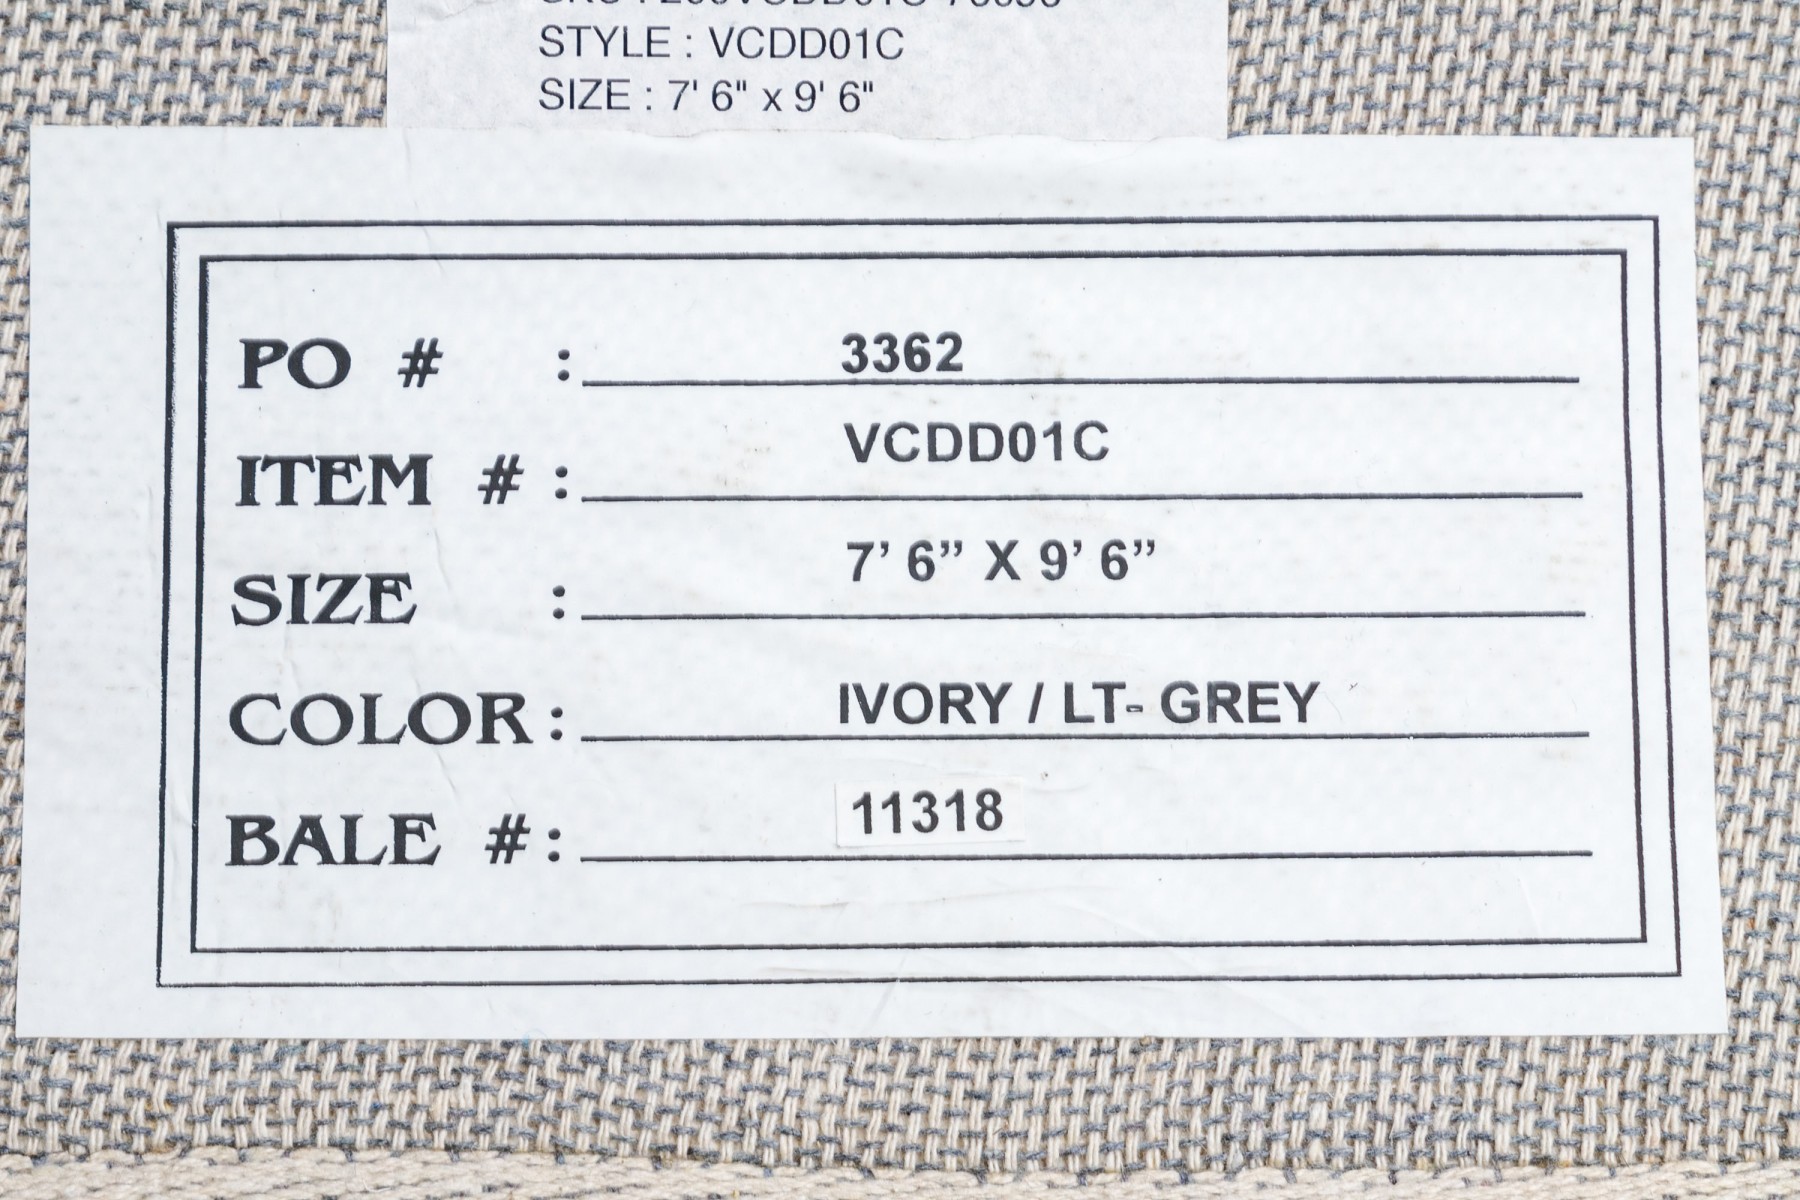 STYLE : VCDD01C
SIZE : 7' 6" x 9' 6"
PO # : 3362
ITEM # : VCDD01C
SIZE : 7’ 6” X 9’ 6”
COLOR : IVORY / LT- GREY
BALE # : 11318